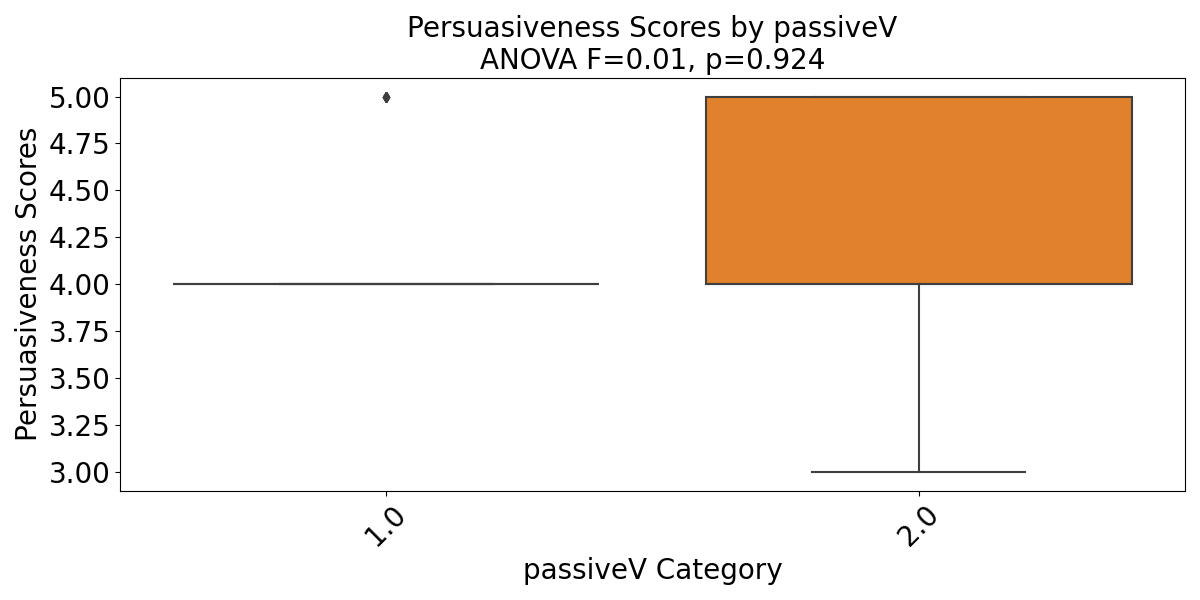 Persuasiveness Scores by passiveV
ANOVA F=0.01, p=0.924
Persuasiveness Scores
5.00
4.75
4.50
4.25
4.00
3.75
3.50
3.25
3.00
1.0
2.0
passiveV Category